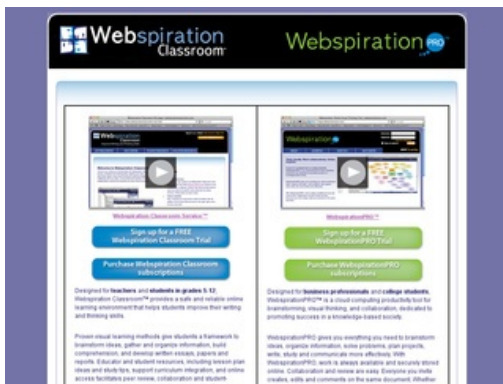 Webspiration
Classroom™
Webspiration PRO
Webspiration Classroom Service™
Sign up for a FREE
Webspiration Classroom Trial
Purchase Webspiration Classroom
subscriptions
Designed for teachers and students in grades 5-12,
Webspiration Classroom™ provides a safe and reliable online
learning environment that helps students improve their writing
and thinking skills.
Proven visual learning methods give students a framework to
brainstorm ideas, gather and organize information, build
comprehension, and develop written essays, papers and
reports. Educator and student resources, including lesson plan
ideas and study tips, support curriculum integration, and online
access facilitates peer review, collaboration and student-
WebspirationPRO™
Sign up for a FREE
WebspirationPRO Trial
Purchase WebspirationPRO
subscriptions
Designed for business professionals and college students,
WebspirationPRO™ is a cloud-computing productivity tool for
brainstorming, visual thinking, and collaboration, dedicated to
promoting success in a knowledge-based society.
WebspirationPRO gives you everything you need to brainstorm
ideas, organize information, solve problems, plan projects,
write, study and communicate more effectively. With
WebspirationPRO, work is always available and securely stored
online. Collaboration and review are easy. Everyone you invite
creates, edits and comments on the same document. Whether